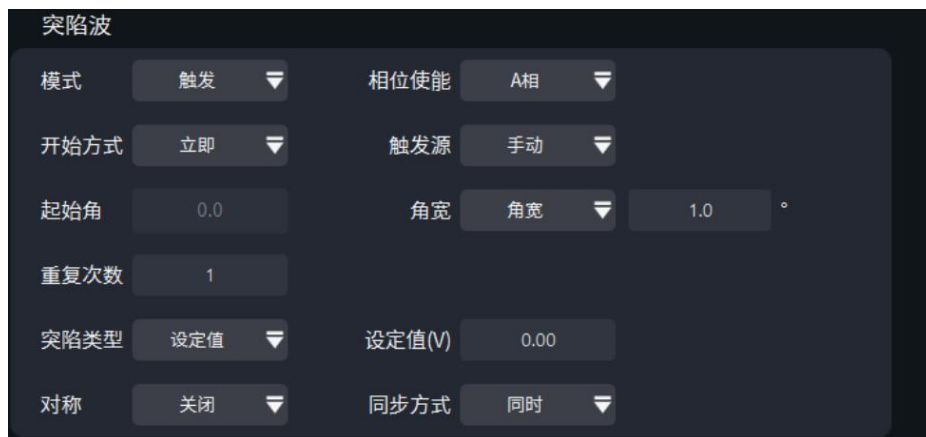 突陷波
模式 触发 相位使能 A相
开始方式 立即 触发源 手动
起始角 0.0 角宽 角宽 1.0 °
重复次数 1
突陷类型 设定值 设定值(V) 0.00
对称 关闭 同步方式 同时